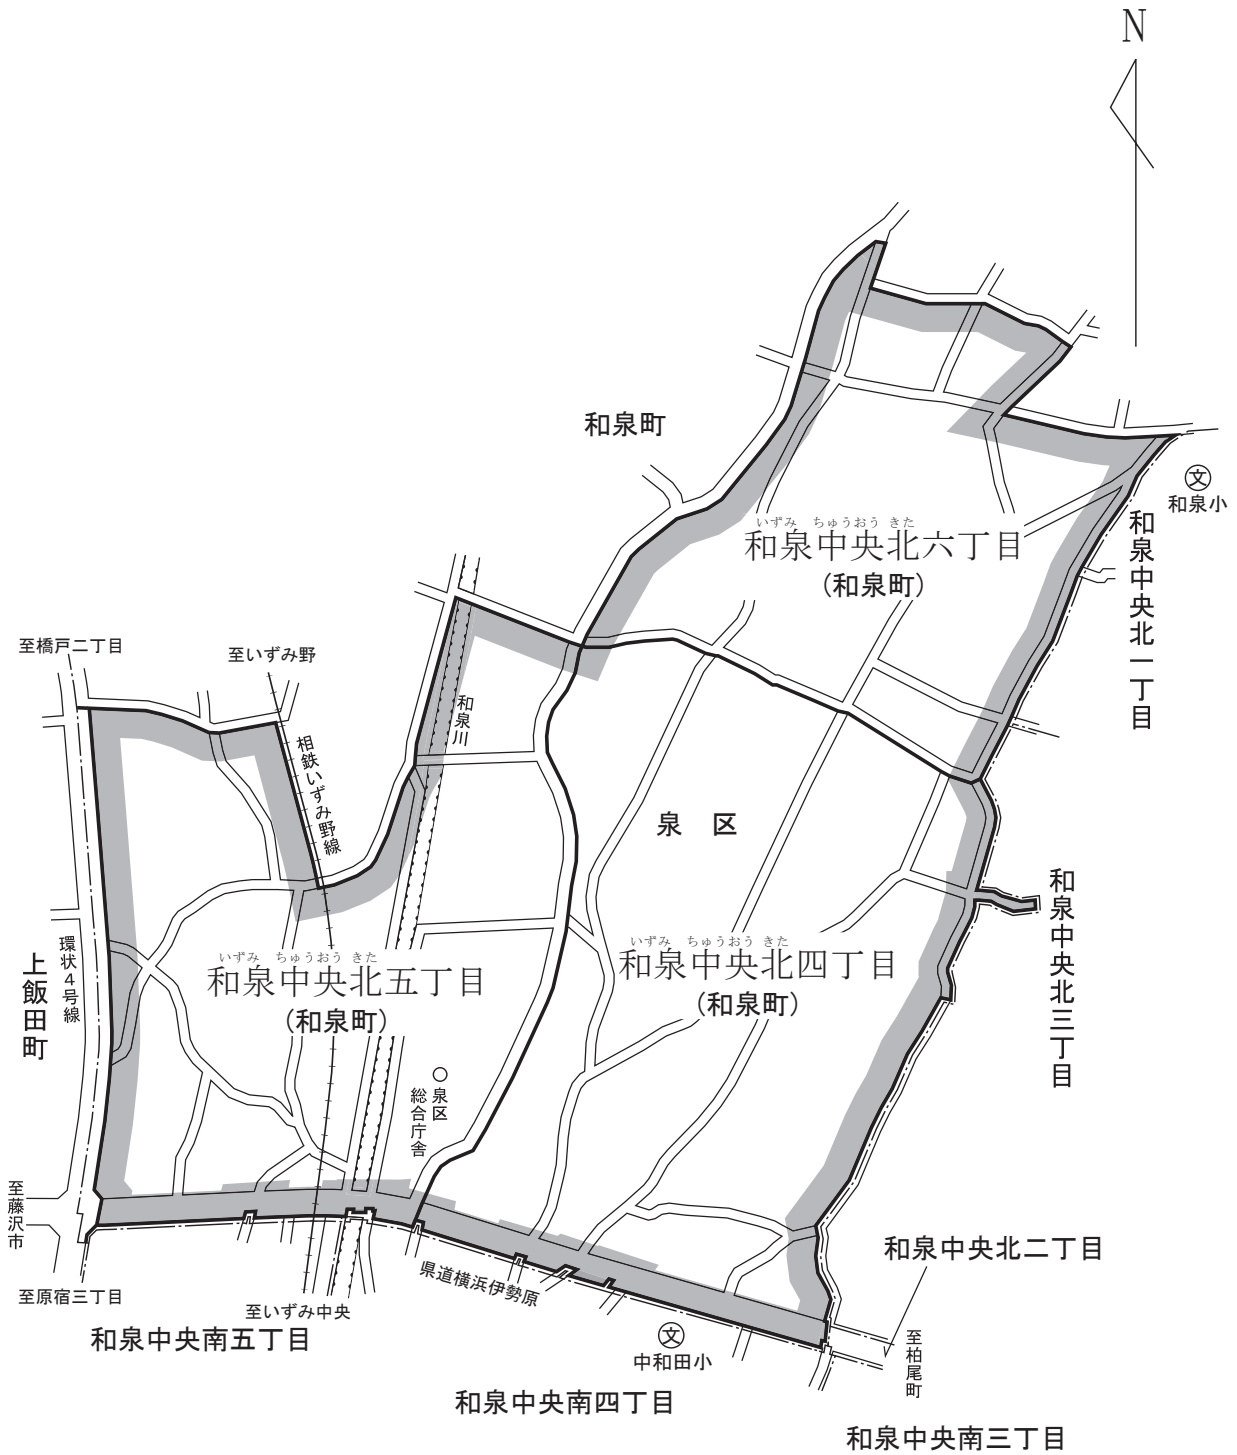 N
和泉町
文
和泉小
いずみ ちゅうおう きた
和泉中央北六丁目
(和泉町)
和泉中央北一丁目
至橋戸二丁目
至いずみ野
和泉川
相鉄いずみ野線
泉 区
和泉中央北三丁目
いずみ ちゅうおう きた
和泉中央北五丁目
(和泉町)
いずみ ちゅうおう きた
和泉中央北四丁目
(和泉町)
上飯田町
環状4号線
泉区
総合庁舎
至藤沢市
至原宿三丁目
至いずみ中央
県道横浜伊勢原
和泉中央北二丁目
至柏尾町
和泉中央南五丁目
文
中和田小
和泉中央南四丁目
和泉中央南三丁目